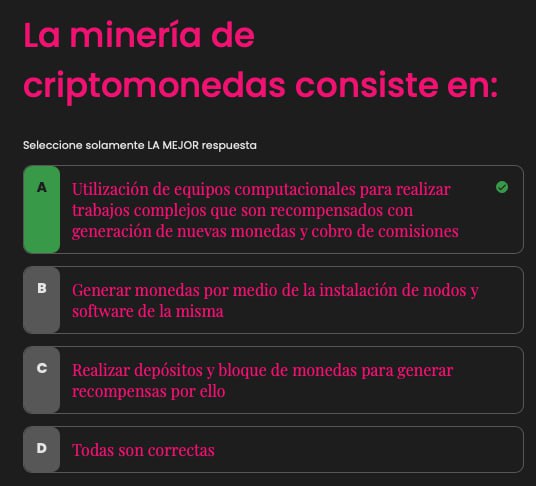 La minería de
criptomonedas consiste en:
Seleccione solamente LA MEJOR respuesta
A
Utilización de equipos computacionales para realizar
trabajos complejos que son recompensados con
generación de nuevas monedas y cobro de comisiones
B
Generar monedas por medio de la instalación de nodos y
software de la misma
C
Realizar depósitos y bloque de monedas para generar
recompensas por ello
D
Todas son correctas